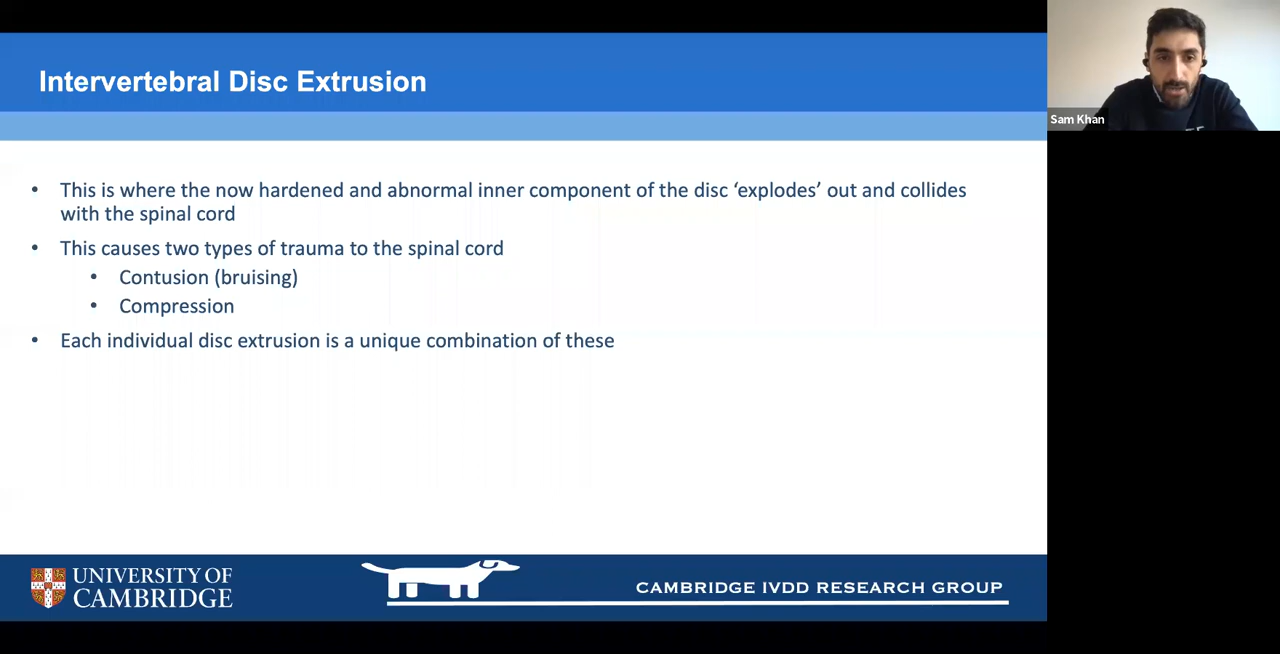 Intervertebral Disc Extrusion
Sam Khan
• This is where the now hardened and abnormal inner component of the disc ‘explodes’ out and collides
with the spinal cord
• This causes two types of trauma to the spinal cord
• Contusion (bruising)
• Compression
• Each individual disc extrusion is a unique combination of these
UNIVERSITY OF
CAMBRIDGE
CAMBRIDGE IVDD RESEARCH GROUP